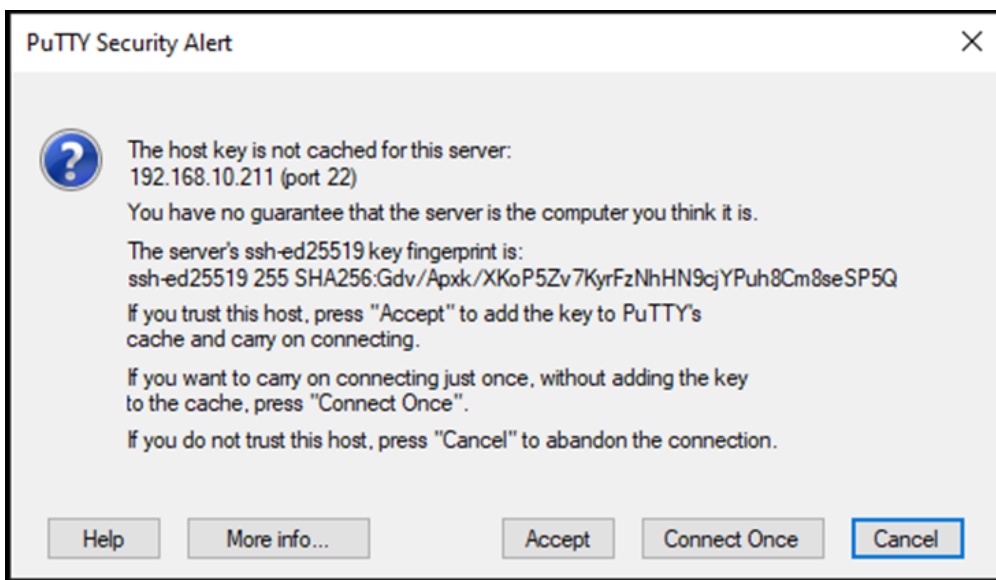 PuTTY Security Alert
The host key is not cached for this server:
192.168.10.211 (port 22)
You have no guarantee that the server is the computer you think it is.
The server's ssh-ed25519 key fingerprint is:
ssh-ed25519 255 SHA256:Gdv/Apxk/XKoP5Zv7KyrFzNhHN9cjYPuh8Cm8seSP5Q
If you trust this host, press "Accept" to add the key to PuTTY's
cache and carry on connecting.
If you want to carry on connecting just once, without adding the key
to the cache, press "Connect Once".
If you do not trust this host, press "Cancel" to abandon the connection.
Help More info... Accept Connect Once Cancel